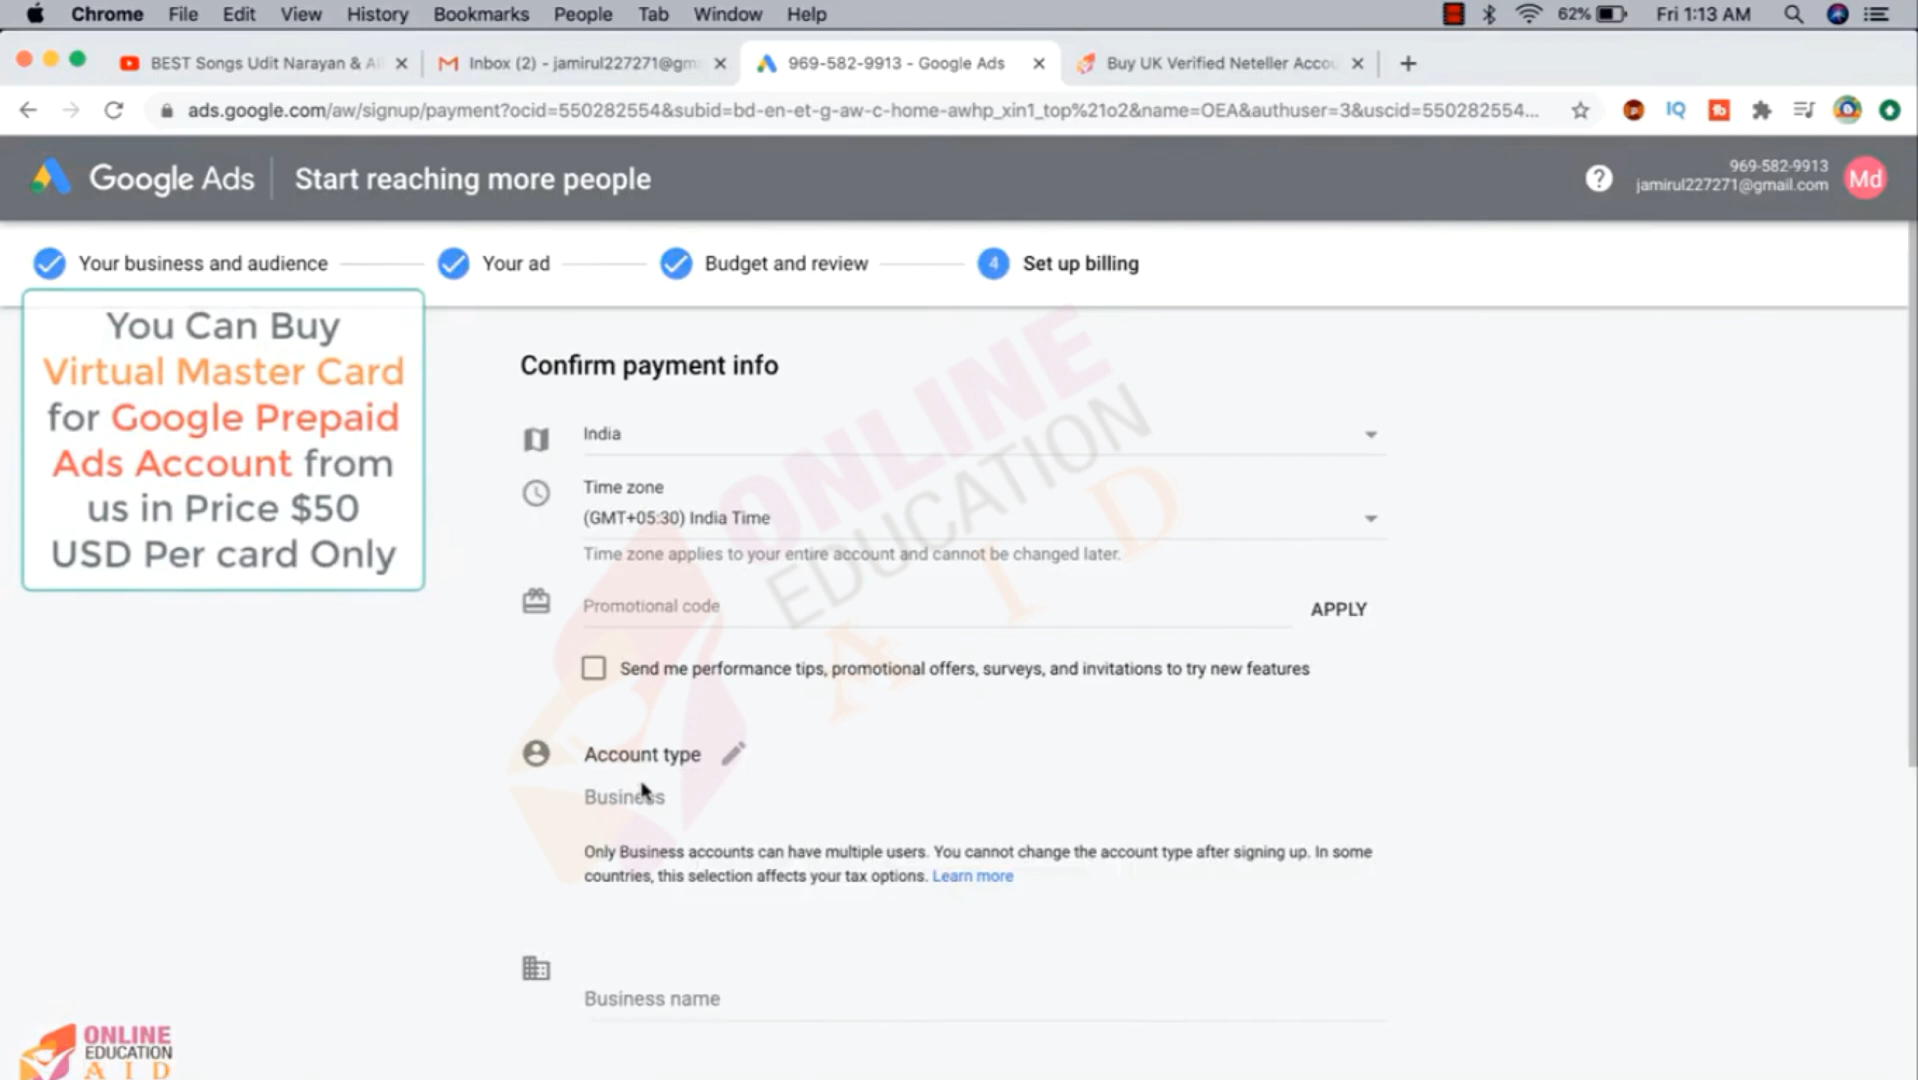 Chrome File Edit View History Bookmarks People Tab Window Help 62% Fri 1:13 AM
BEST Songs Udit Narayan & Al Inbox (2) - jamirul227271@gm 969-582-9913 - Google Ads Buy UK Verified Neteller Accou
ads.google.com/aw/signup/payment?ocid=550282554&subid=bd-en-et-g-aw-c-home-awhp_xin1_top%21o2&name=OEA&authuser=3&uscid=550282554... IQ
Google Ads Start reaching more people ? 969-582-9913
jamirul227271@gmail.com Md
Your business and audience Your ad Budget and review 4 Set up billing
You Can Buy
Virtual Master Card
for Google Prepaid
Ads Account from
us in Price $50
USD Per card Only
Confirm payment info
India
Time zone
(GMT+05:30) India Time
Time zone applies to your entire account and cannot be changed later.
Promotional code APPLY
Send me performance tips, promotional offers, surveys, and invitations to try new features
Account type
Business
Only Business accounts can have multiple users. You cannot change the account type after signing up. In some
countries, this selection affects your tax options. Learn more
Business name
ONLINE
EDUCATION
AID
ONLINE
EDUCATION
AID